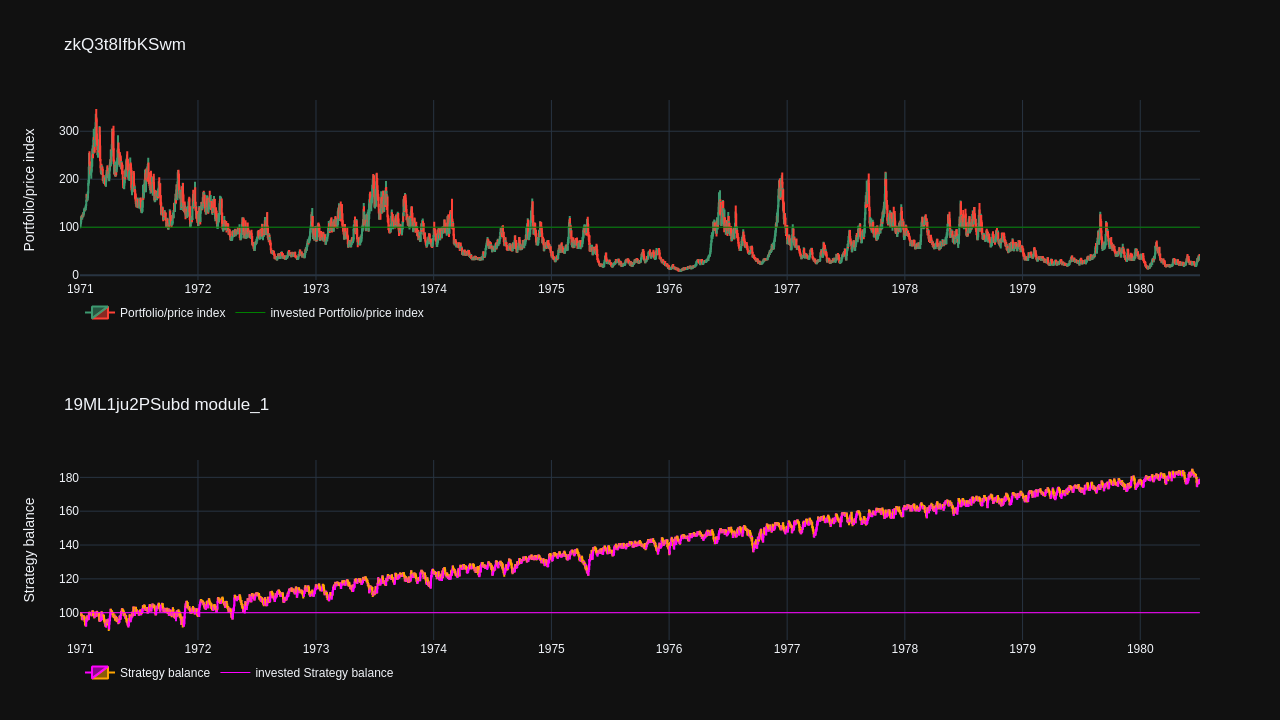 zkQ3t8IfbKSwm
Portfolio/price index
300
200
100
0
1971 1972 1973 1974 1975 1976 1977 1978 1979 1980
Portfolio/price index invested Portfolio/price index
19ML1ju2PSubd module_1
Strategy balance
180
160
140
120
100
1971 1972 1973 1974 1975 1976 1977 1978 1979 1980
Strategy balance invested Strategy balance